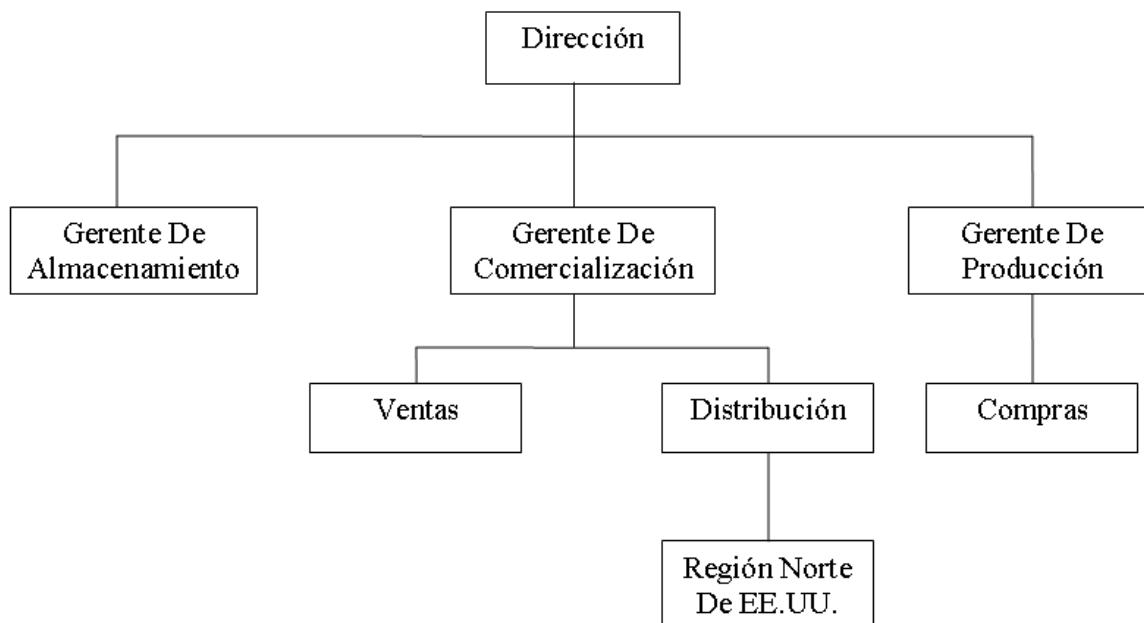 Dirección
Gerente De
Almacenamiento
Gerente De
Comercialización
Gerente De
Producción
Ventas
Distribución
Compras
Región Norte
De EE.UU.